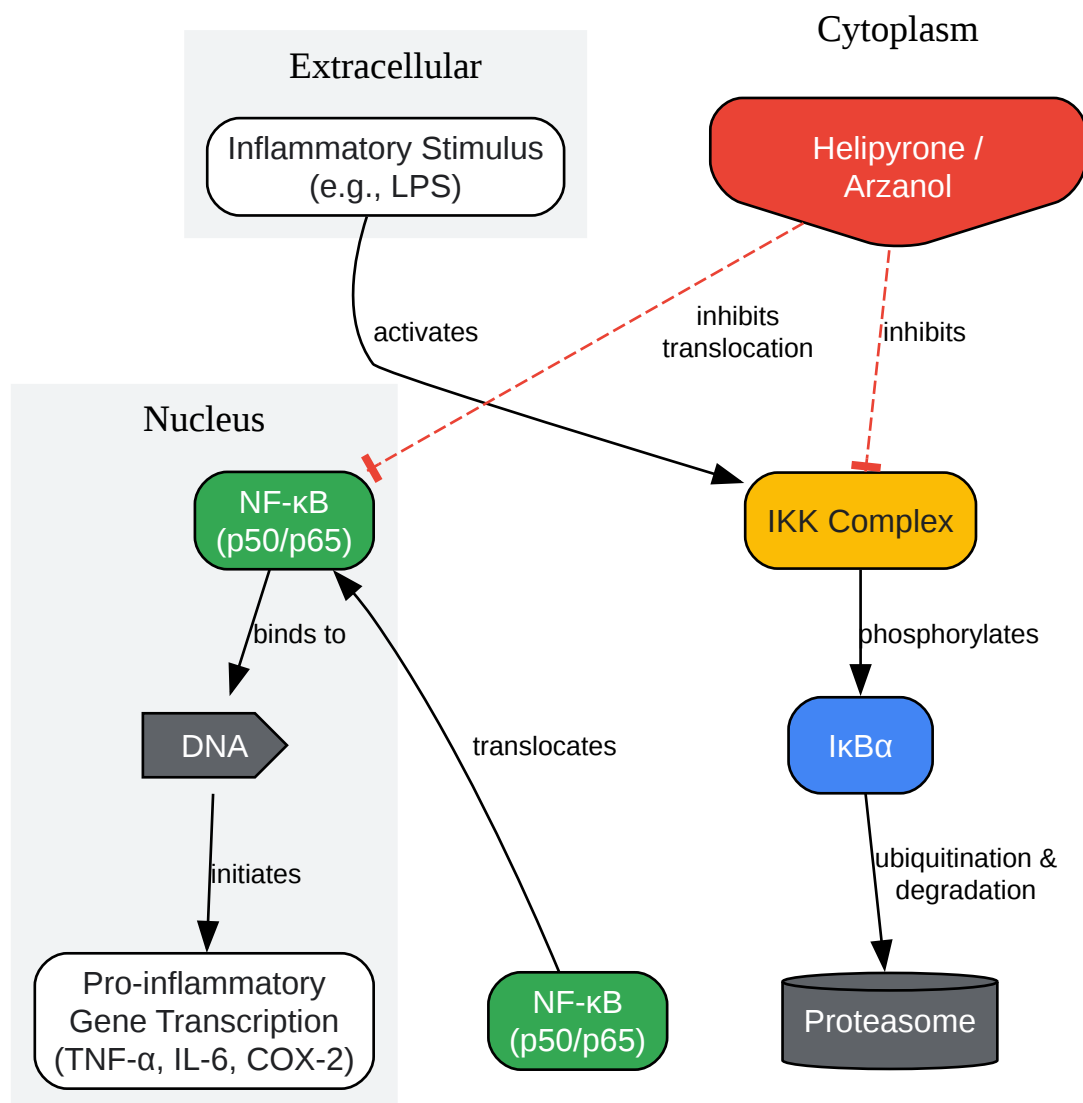 Cytoplasm
Extracellular
Inflammatory Stimulus
(e.g., LPS)
Helipyrone /
Arzanol
activates
inhibits
translocation
inhibits
Nucleus
NF-κB
(p50/p65)
IKK Complex
binds to
phosphorylates
DNA
translocates
IκBα
initiates
ubiquitination &
degradation
Pro-inflammatory
Gene Transcription
(TNF-α, IL-6, COX-2)
NF-κB
(p50/p65)
Proteasome